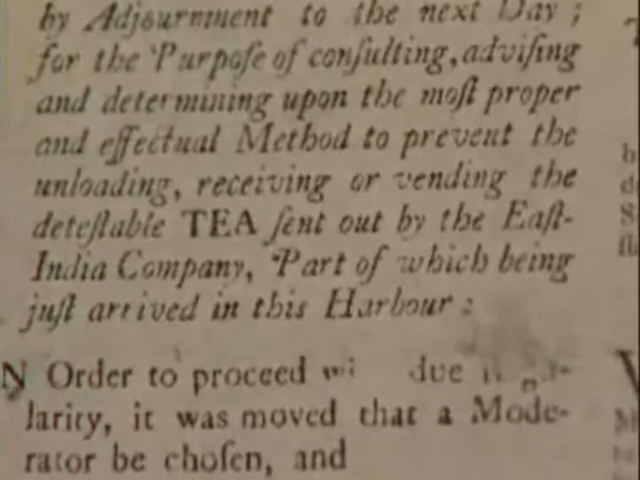 by Adjournment to the next Day;
for the Purpoſe of conſulting, adviſing
and determining upon the moſt proper
and effectual Method to prevent the
unloading, receiving or vending the
deteſtable TEA ſent out by the Eaſt-
India Company, Part of which being
juſt arrived in this Harbour:
N Order to proceed due
larity, it was moved that a Mode-
rator be choſen, and